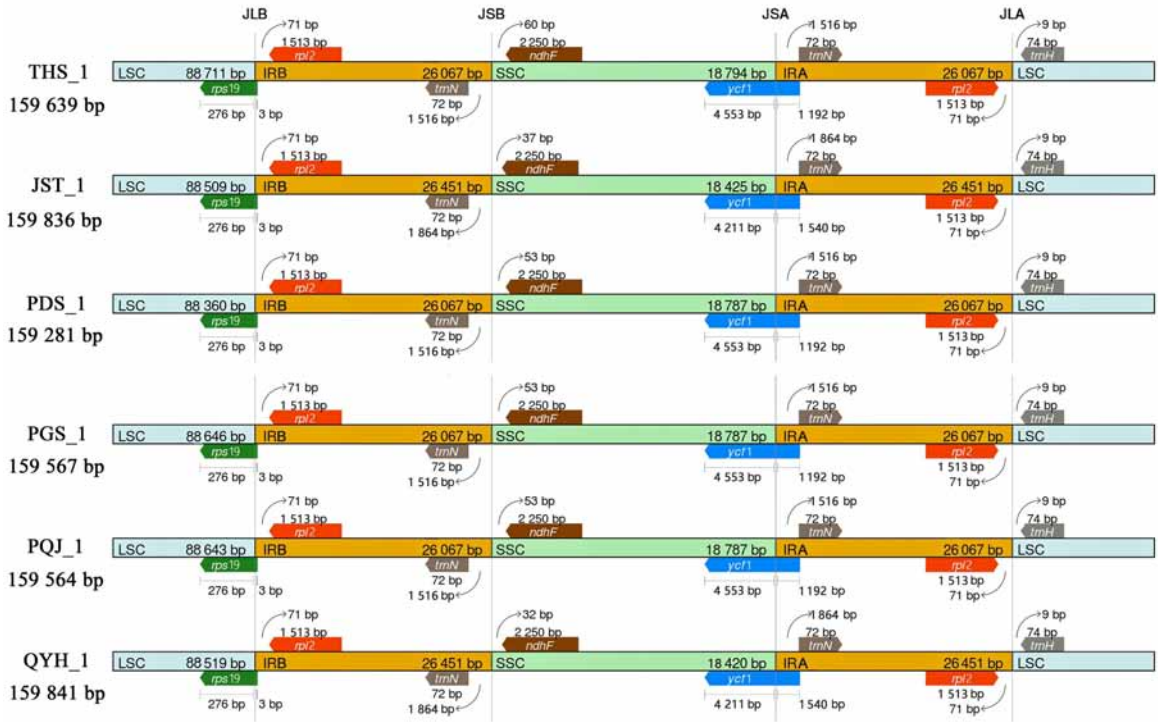 JLB JSB JSA JLA
71 bp 60 bp 1 516 bp 9 bp
1 513 bp 2 250 bp 72 bp 74 bp
rpl2 ndhF trnN trnH
THS_1 LSC 88 711 bp IRB 26 067 bp SSC 18 794 bp IRA 26 067 bp LSC
rps19 trnN ycf1 rpl2
159 639 bp 276 bp 3 bp 72 bp 4 553 bp 1 192 bp 1 513 bp
1 516 bp 71 bp
71 bp 37 bp 1 864 bp 9 bp
1 513 bp 2 250 bp 72 bp 74 bp
rpl2 ndhF trnN trnH
JST_1 LSC 88 509 bp IRB 26 451 bp SSC 18 425 bp IRA 26 451 bp LSC
rps19 trnN ycf1 rpl2
159 836 bp 276 bp 3 bp 72 bp 4 211 bp 1 540 bp 1 513 bp
1 864 bp 71 bp
71 bp 53 bp 1 516 bp 9 bp
1 513 bp 2 250 bp 72 bp 74 bp
rpl2 ndhF trnN trnH
PDS_1 LSC 88 360 bp IRB 26 067 bp SSC 18 787 bp IRA 26 067 bp LSC
rps19 trnN ycf1 rpl2
159 281 bp 276 bp 3 bp 72 bp 4 553 bp 1192 bp 1 513 bp
1 516 bp 71 bp
71 bp 53 bp 1 516 bp 9 bp
1 513 bp 2 250 bp 72 bp 74 bp
rpl2 ndhF trnN trnH
PGS_1 LSC 88 646 bp IRB 26 067 bp SSC 18 787 bp IRA 26 067 bp LSC
rps19 trnN ycf1 rpl2
159 567 bp 276 bp 3 bp 72 bp 4 553 bp 1192 bp 1 513 bp
1 516 bp 71 bp
71 bp 53 bp 1 516 bp 9 bp
1 513 bp 2 250 bp 72 bp 74 bp
rpl2 ndhF trnN trnH
PQJ_1 LSC 88 643 bp IRB 26 067 bp SSC 18 787 bp IRA 26 067 bp LSC
rps19 trnN ycf1 rpl2
159 564 bp 276 bp 3 bp 72 bp 4 553 bp 1192 bp 1 513 bp
1 516 bp 71 bp
71 bp 32 bp 1 864 bp 9 bp
1 513 bp 2 250 bp 72 bp 74 bp
rpl2 ndhF trnN trnH
QYH_1 LSC 88 519 bp IRB 26 451 bp SSC 18 420 bp IRA 26 451 bp LSC
rps19 trnN ycf1 rpl2
159 841 bp 276 bp 3 bp 72 bp 4 211 bp 1 540 bp 1 513 bp
1 864 bp 71 bp